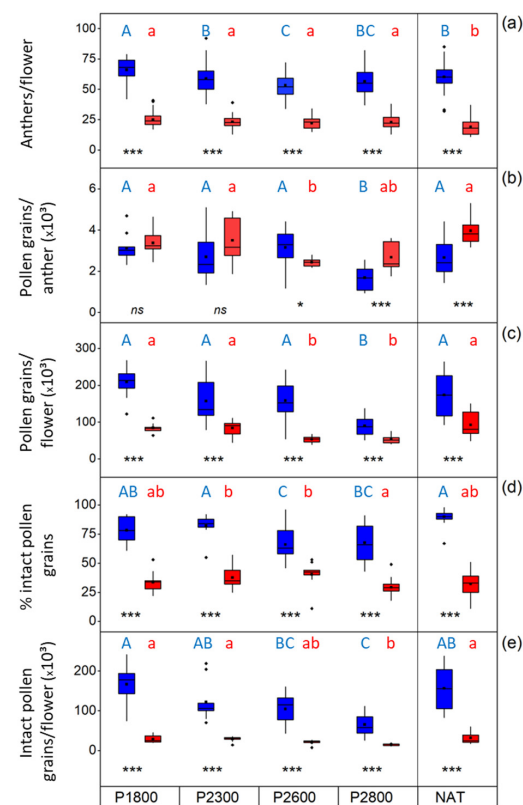 (a)
A a B a C a BC a B b
Anthers/flower
100
75
50
25
0
*** *** *** *** ***
(b)
A a A a A b B ab A a
Pollen grains/
anther (x10³)
6
4
2
0
ns ns * *** ***
(c)
A a A a A b B b A a
Pollen grains/
flower (x10³)
300
200
100
0
*** *** *** *** ***
(d)
AB ab A b C b BC a A ab
% intact pollen
grains
100
75
50
25
0
*** *** *** *** ***
(e)
A a AB a BC ab C b AB a
Intact pollen
grains/flower (x10³)
200
100
0
*** *** *** *** ***
P1800 P2300 P2600 P2800 NAT